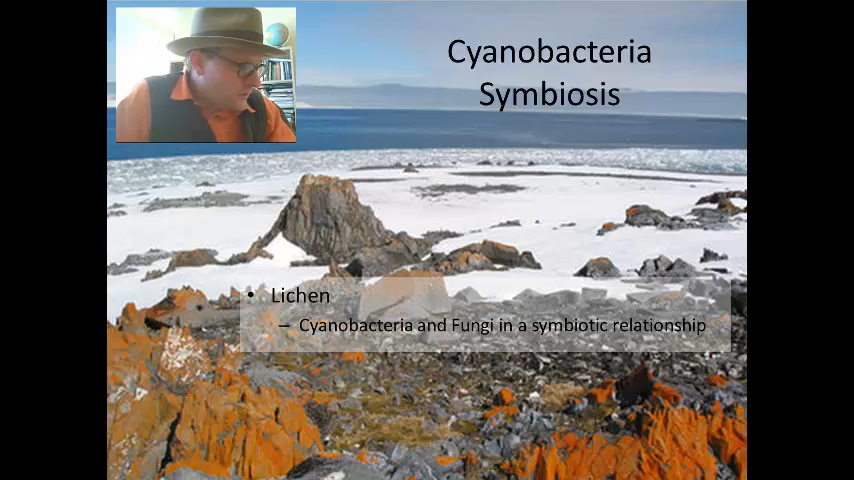 Cyanobacteria
Symbiosis
• Lichen
– Cyanobacteria and Fungi in a symbiotic relationship